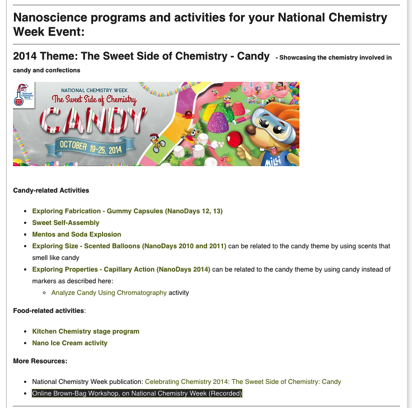 Nanoscience programs and activities for your National Chemistry
Week Event:
2014 Theme: The Sweet Side of Chemistry - Candy - Showcasing the chemistry involved in
candy and confections
NATIONAL CHEMISTRY WEEK
The Sweet Side of Chemistry
CANDY
OCTOBER 19-25, 2014
Candy-related Activities
Exploring Fabrication - Gummy Capsules (NanoDays 12, 13)
Sweet Self-Assembly
Mentos and Soda Explosion
Exploring Size - Scented Balloons (NanoDays 2010 and 2011) can be related to the candy theme by using scents that
smell like candy
Exploring Properties - Capillary Action (NanoDays 2014) can be related to the candy theme by using candy instead of
markers as described here:
Analyze Candy Using Chromatography activity
Food-related activities:
Kitchen Chemistry stage program
Nano Ice Cream activity
More Resources:
National Chemistry Week publication: Celebrating Chemistry 2014: The Sweet Side of Chemistry: Candy
Online Brown-Bag Workshop, on National Chemistry Week (Recorded)